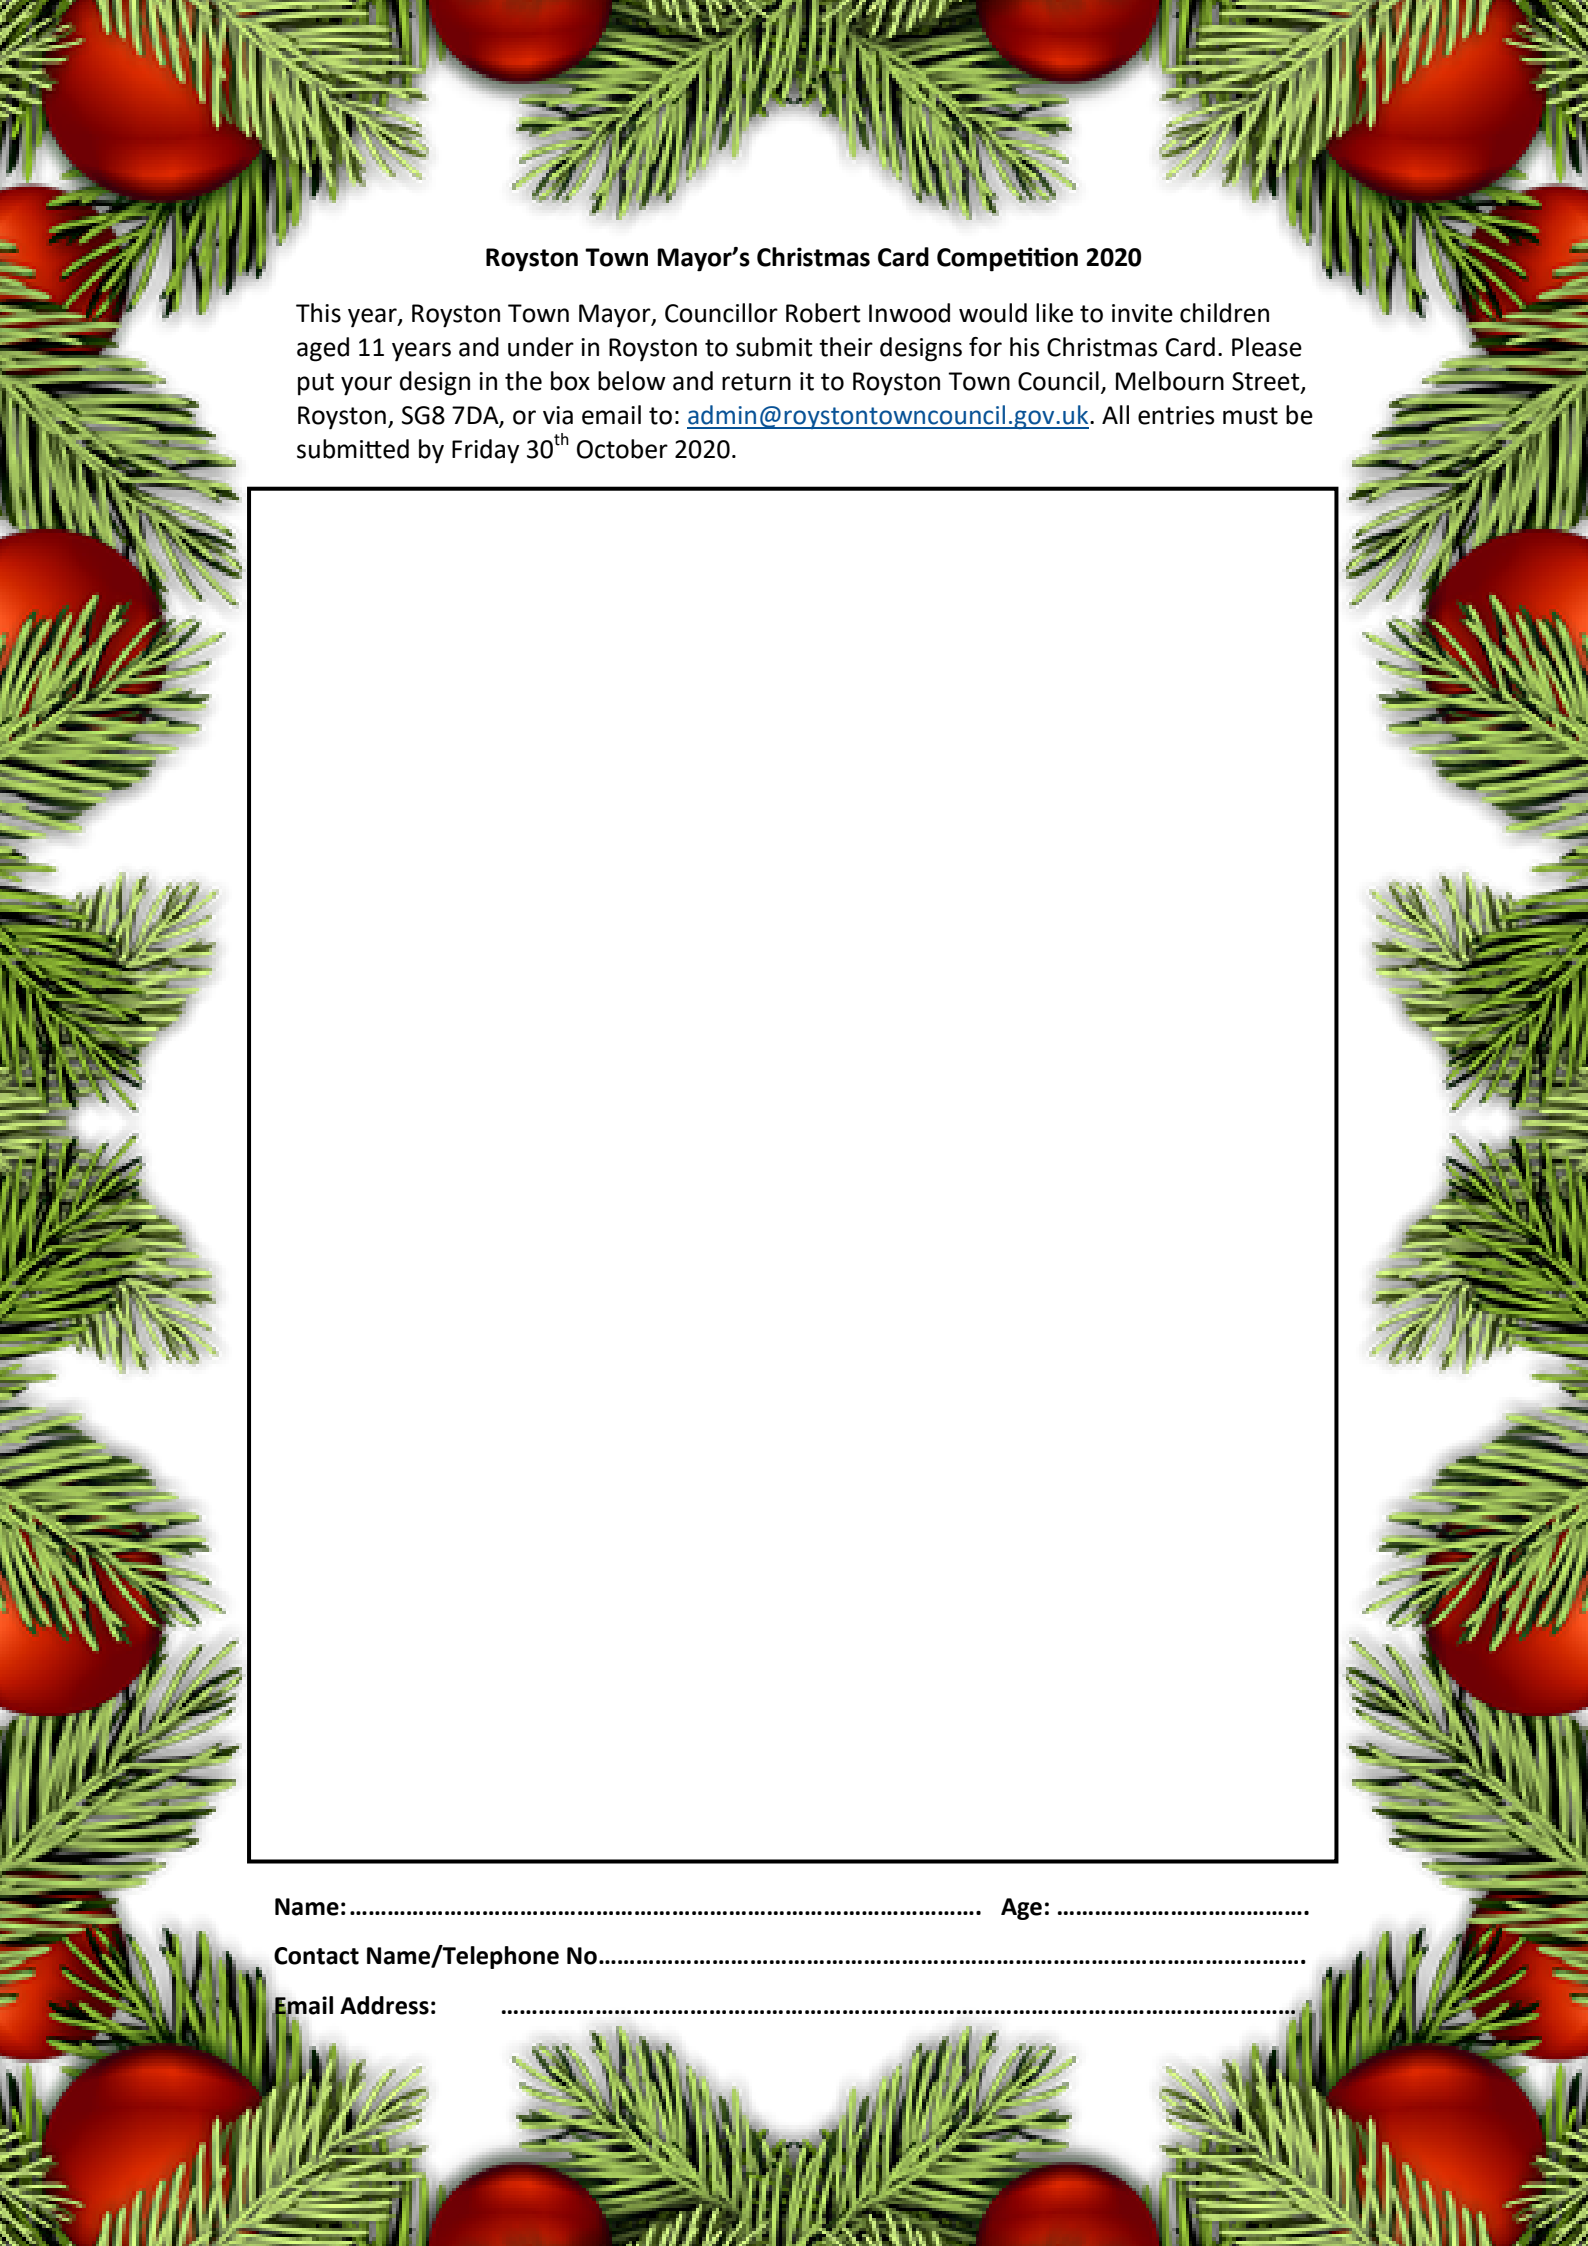 Royston Town Mayor’s Christmas Card Competition 2020
This year, Royston Town Mayor, Councillor Robert Inwood would like to invite children
aged 11 years and under in Royston to submit their designs for his Christmas Card. Please
put your design in the box below and return it to Royston Town Council, Melbourn Street,
Royston, SG8 7DA, or via email to: admin@roystontowncouncil.gov.uk. All entries must be
submitted by Friday 30th October 2020.
Name:…………………………………………………………………………………………. Age: ………………………………….
Contact Name/Telephone No…………………………………………………………………………………………………….
Email Address: …………………………………………………………………………………………………………………